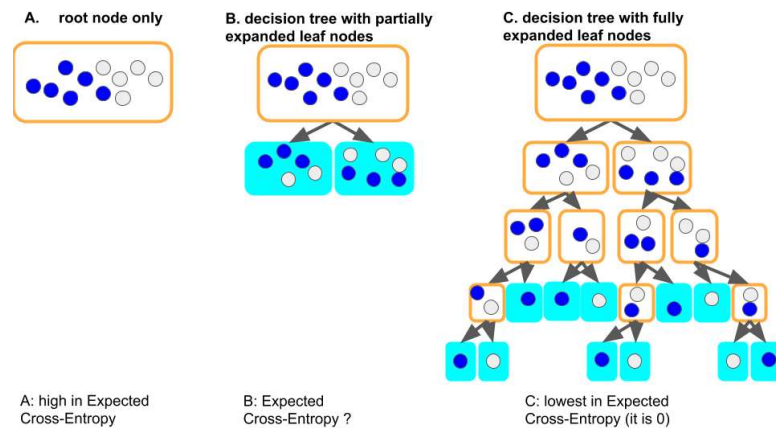 A. root node only
B. decision tree with partially
expanded leaf nodes
C. decision tree with fully
expanded leaf nodes
A: high in Expected
Cross-Entropy
B: Expected
Cross-Entropy ?
C: lowest in Expected
Cross-Entropy (it is 0)